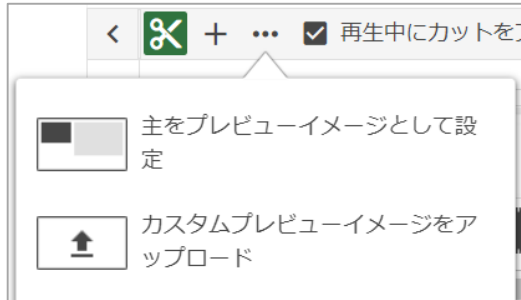 再生中にカットを
主をプレビューイメージとして設
定
カスタムプレビューイメージをア
ップロード